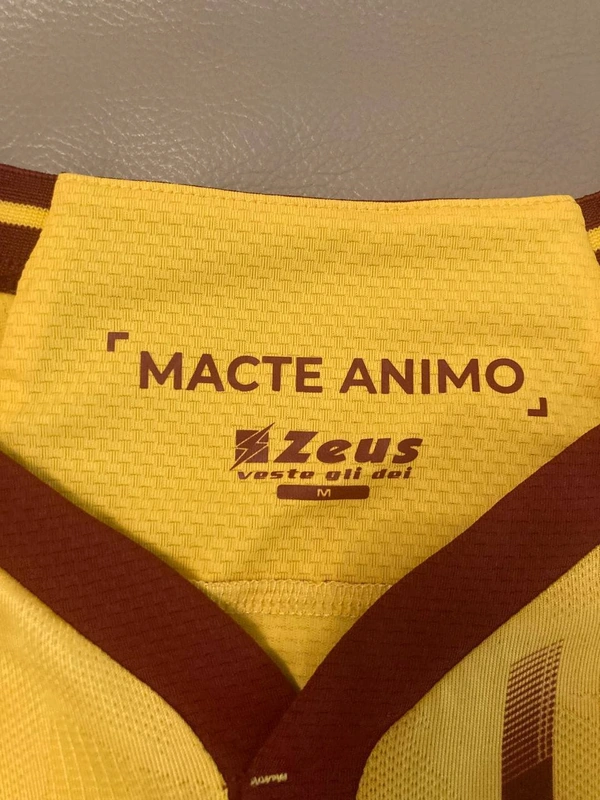 MACTE ANIMO
Zeus
veste gli dei
M